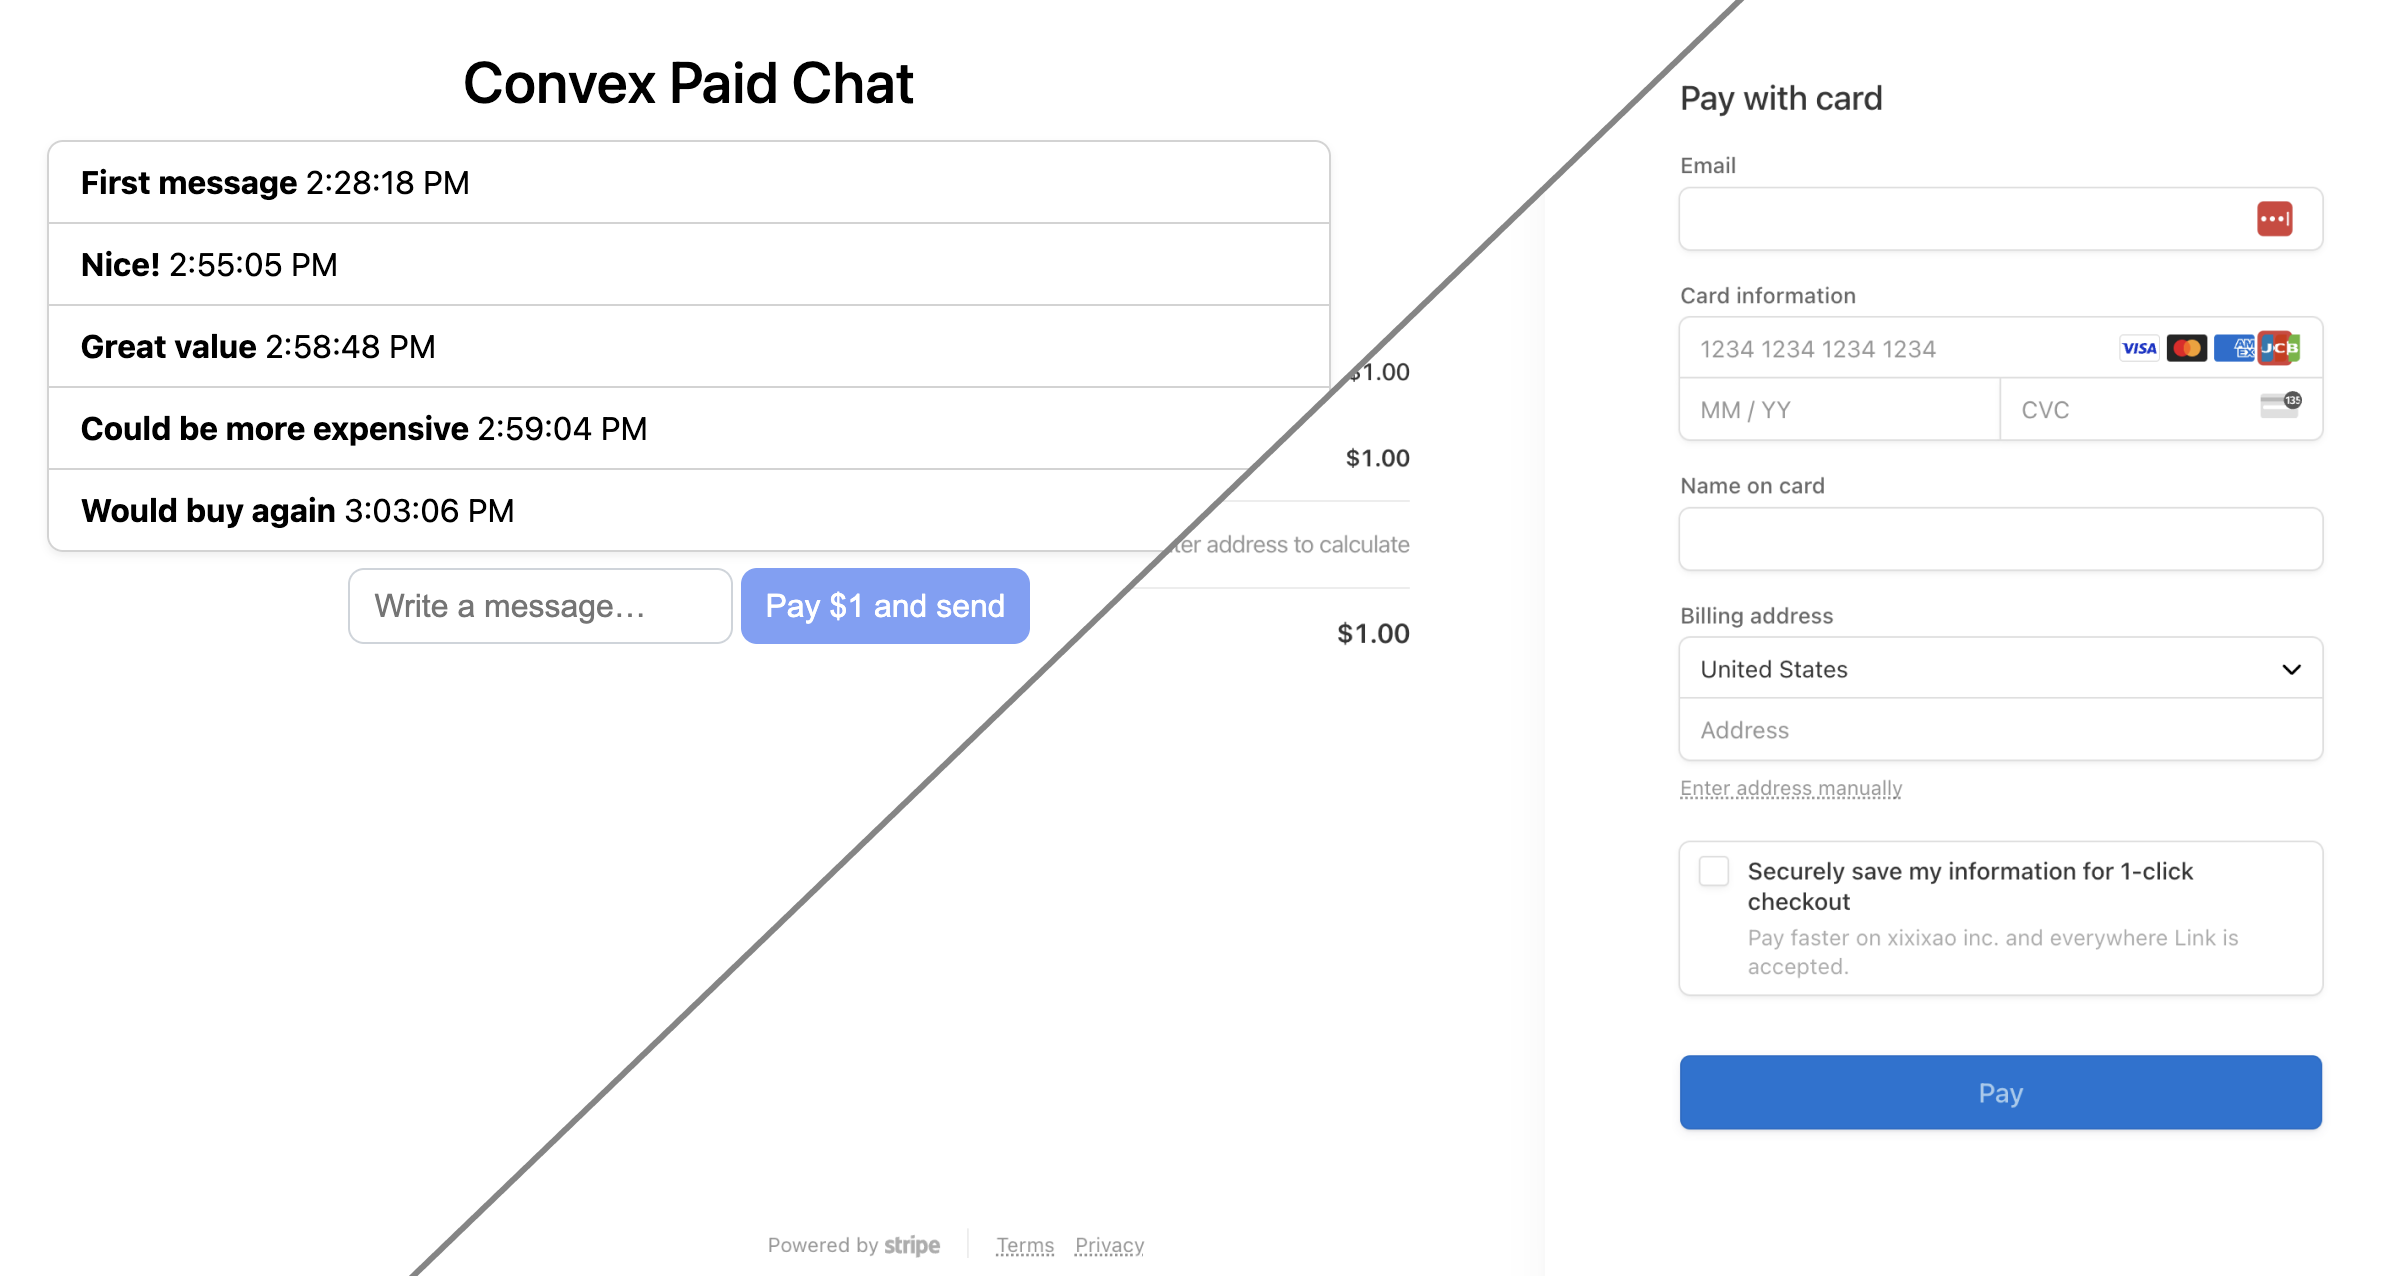 Convex Paid Chat
First message 2:28:18 PM
Nice! 2:55:05 PM
Great value 2:58:48 PM
Could be more expensive 2:59:04 PM
Would buy again 3:03:06 PM
Write a message…
Pay $1 and send
$1.00
$1.00
address to calculate
$1.00
Powered by stripe
Terms
Privacy
Pay with card
Email
Card information
1234 1234 1234 1234
VISA
AM
EX
JCB
MM / YY
CVC
135
Name on card
Billing address
United States
Address
Enter address manually
Securely save my information for 1-click
checkout
Pay faster on xixixao inc. and everywhere Link is
accepted.
Pay